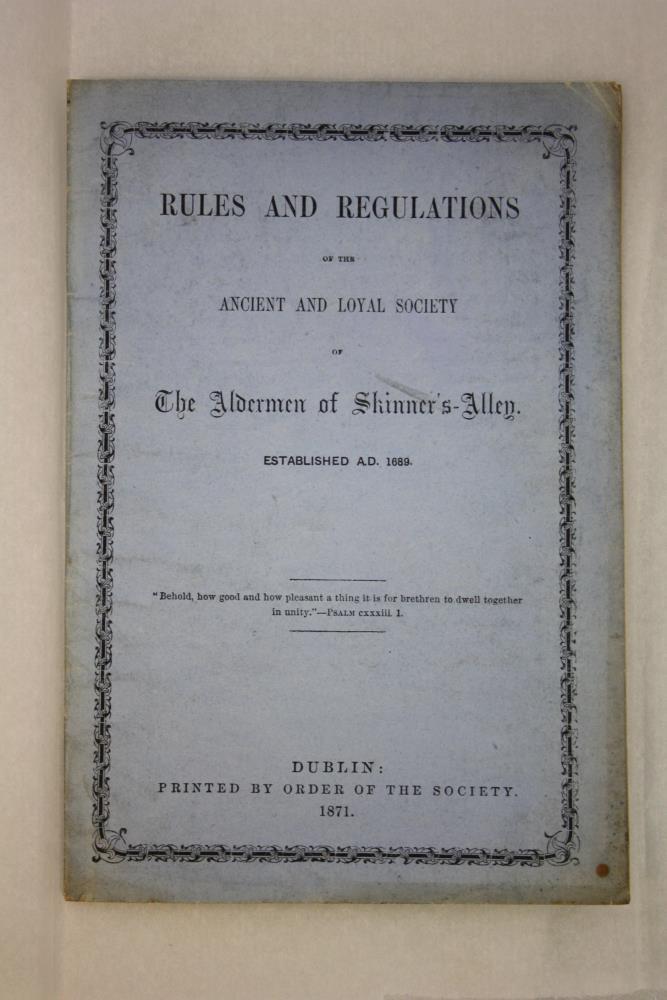 RULES AND REGULATIONS
OF THE
ANCIENT AND LOYAL SOCIETY
OF
The Aldermen of Skinner's-Alley.
ESTABLISHED A.D. 1689.
"Behold, how good and how pleasant a thing it is for brethren to dwell together
in unity."—PSALM cxxxiii. 1.
DUBLIN:
PRINTED BY ORDER OF THE SOCIETY.
1871.